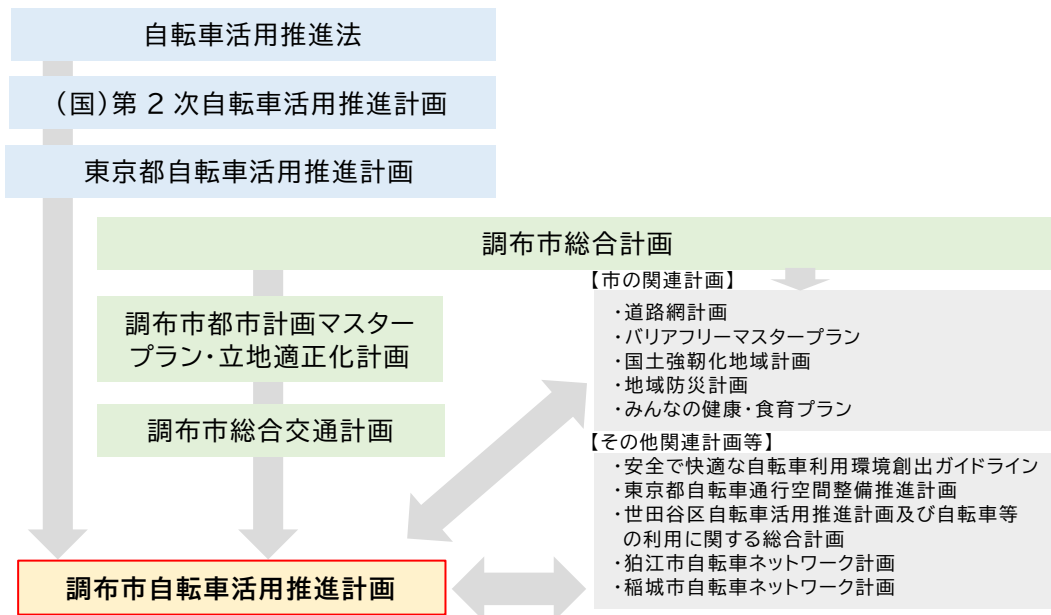 自転車活用推進法
(国)第 2 次自転車活用推進計画
東京都自転車活用推進計画
調布市総合計画
調布市都市計画マスター
プラン・立地適正化計画
調布市総合交通計画
調布市自転車活用推進計画
【市の関連計画】
・道路網計画
・バリアフリーマスタープラン
・国土強靭化地域計画
・地域防災計画
・みんなの健康・食育プラン
【その他関連計画等】
・安全で快適な自転車利用環境創出ガイドライン
・東京都自転車通行空間整備推進計画
・世田谷区自転車活用推進計画及び自転車等
の利用に関する総合計画
・狛江市自転車ネットワーク計画
・稲城市自転車ネットワーク計画